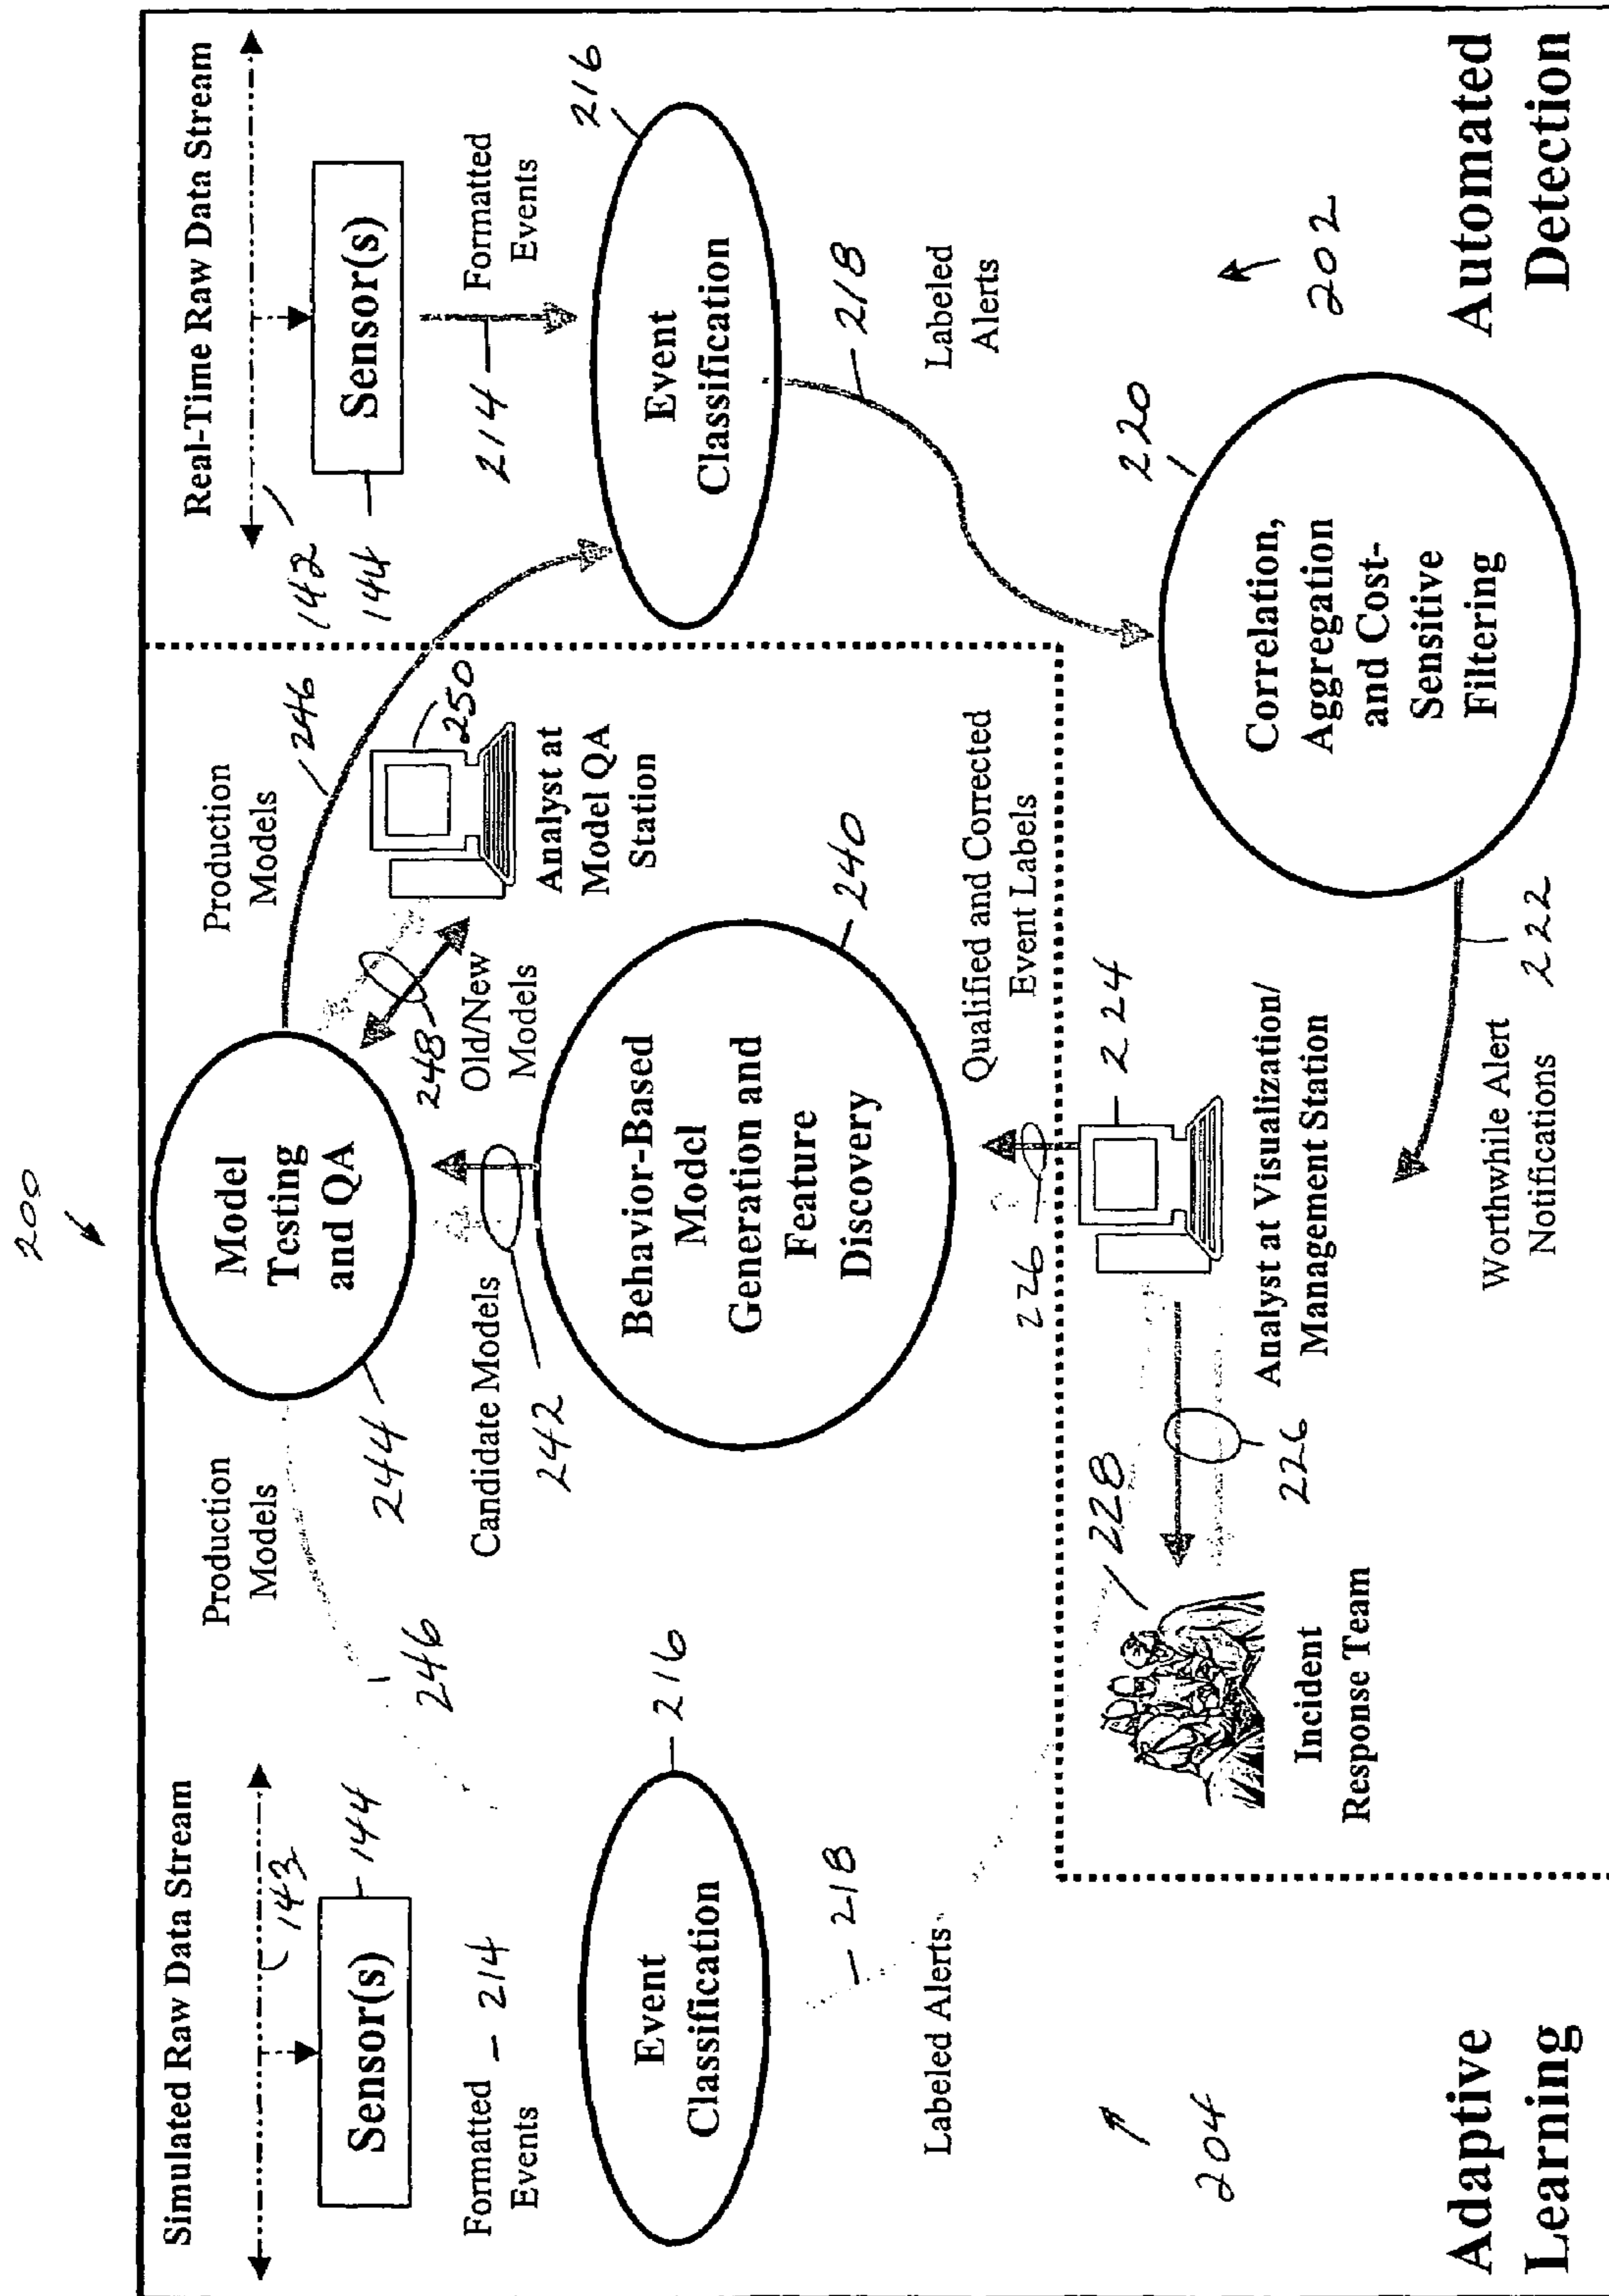 200
Simulated Raw Data Stream
143
Sensor(s)
144
Formatted
Events
214
Event
Classification
216
Labeled Alerts
218
204
Adaptive
Learning
Production
Models
246
Model
Testing
and QA
244
Candidate Models
242
Behavior-Based
Model
Generation and
Feature
Discovery
240
248
Old/New
Models
Production
Models
246
250
Analyst at
Model QA
Station
Qualified and Corrected
Event Labels
226
224
Analyst at Visualization/
Management Station
226
228
Incident
Response Team
Real-Time Raw Data Stream
142
Sensor(s)
144
214
Formatted
Events
Event
Classification
216
218
Labeled
Alerts
Correlation,
Aggregation
and Cost-
Sensitive
Filtering
220
222
Worthwhile Alert
Notifications
202
Automated
Detection